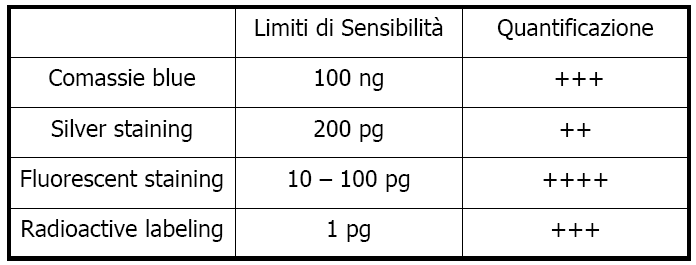 Limiti di Sensibilità Quantificazione
Comassie blue 100 ng +++
Silver staining 200 pg ++
Fluorescent staining 10 – 100 pg ++++
Radioactive labeling 1 pg +++